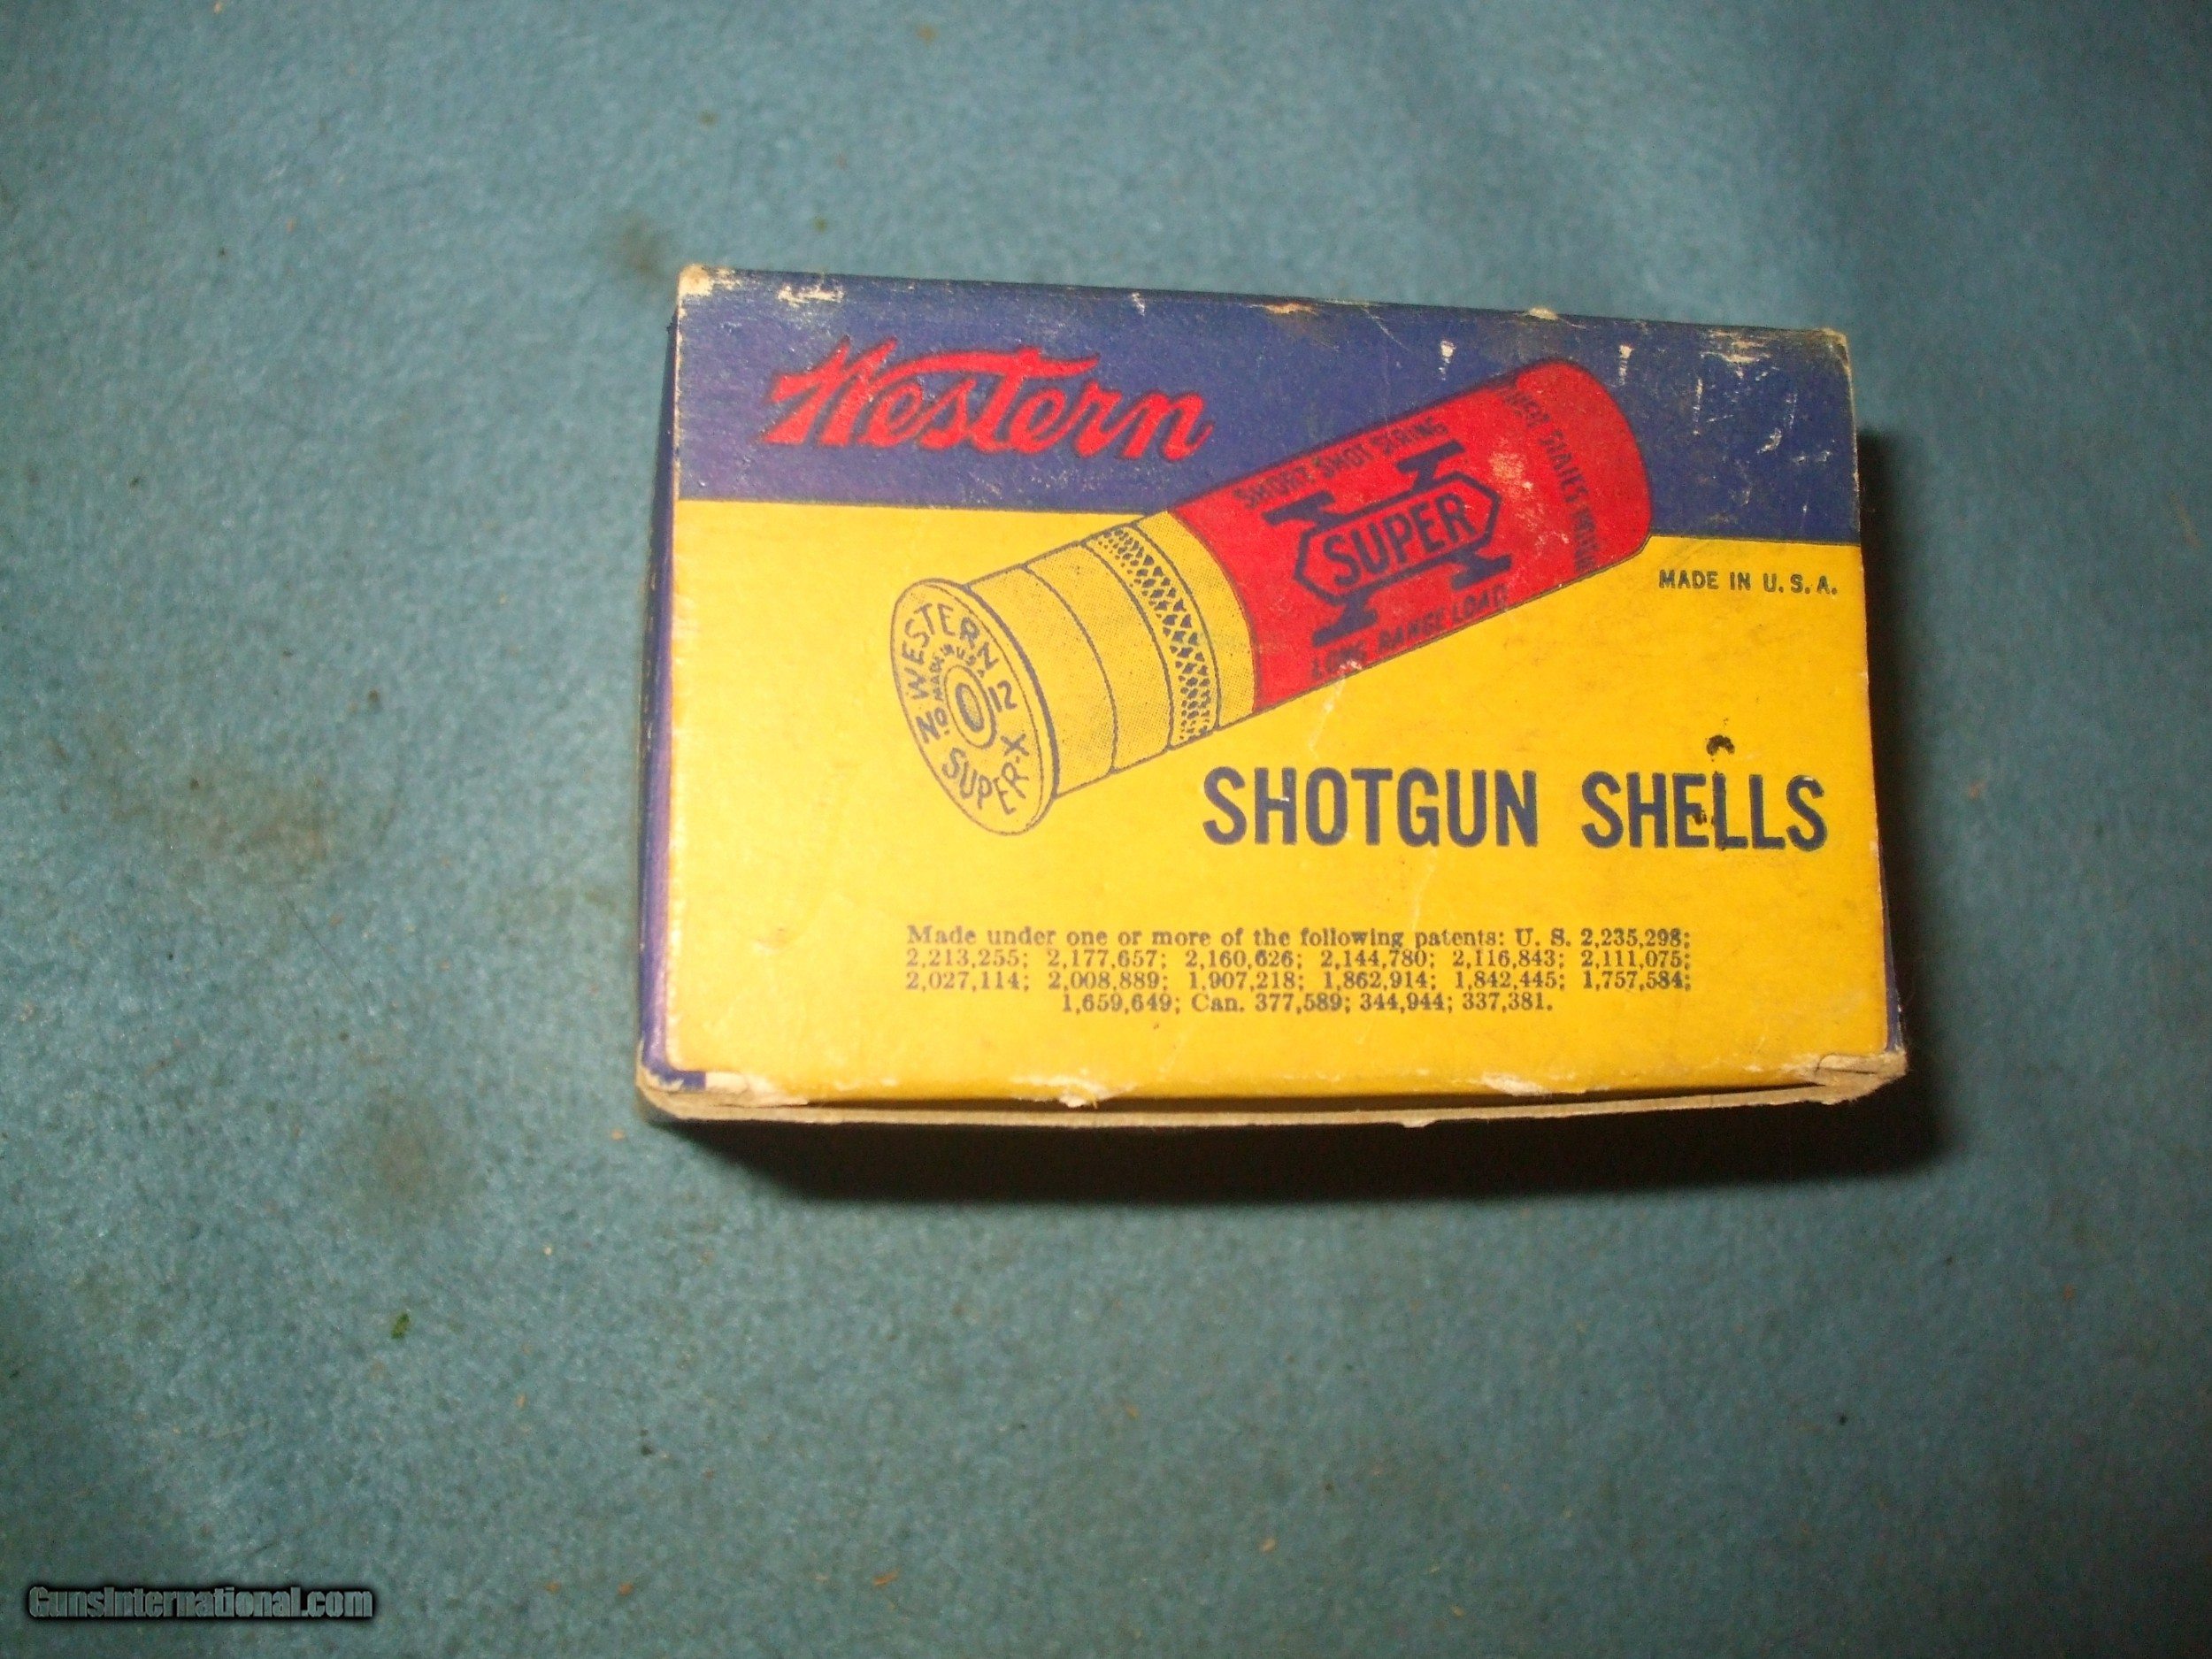 Western
SHORT SHOT STRING
SUPER X
LONG RANGE LOAD
MADE IN U. S. A.
WESTERN
MADE IN U.S.A.
No. 12
SUPER-X
SHOTGUN SHELLS
Made under one or more of the following patents: U. S. 2,235,298;
2,213,255; 2,177,657; 2,160,626; 2,144,780; 2,116,843; 2,111,075;
2,027,114; 2,008,889; 1,907,218; 1,862,914; 1,842,445; 1,757,584;
1,659,649; Can. 377,589; 344,944; 337,381.
GunsInternational.com